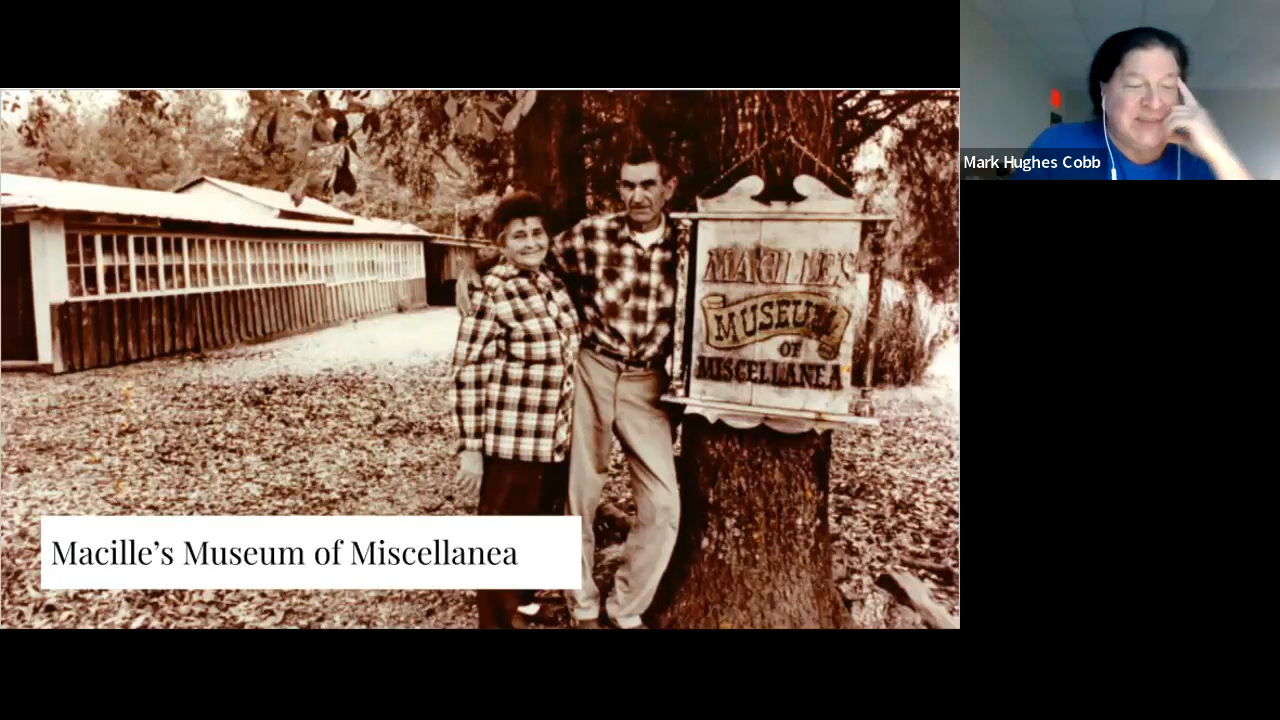 Mark Hughes Cobb
MACILLE'S
MUSEUM
OF
MISCELLANEA
Macille's Museum of Miscellanea